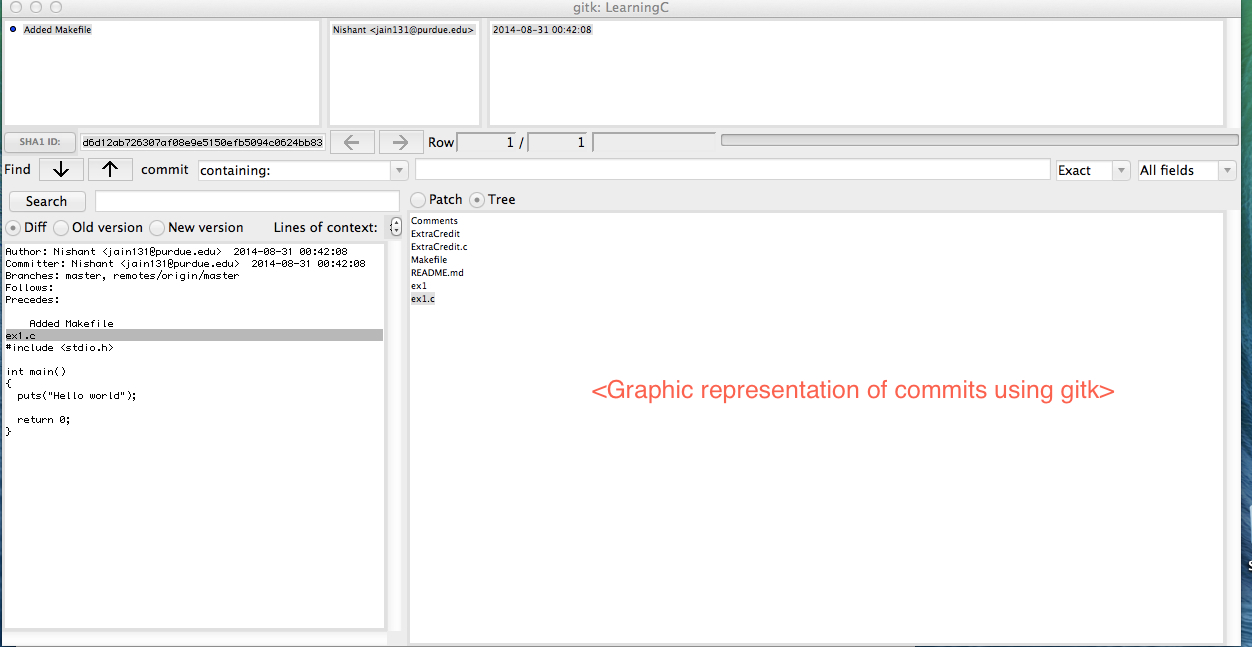 gitk: LearningC
Added Makefile
Nishant <jain131@purdue.edu>
2014-08-31 00:42:08
SHA1 ID:
d6d12ab726307af08e9e5150efb5094c0624bb83
Row
1 / 1
Find
commit
containing:
Exact
All fields
Search
Patch
Tree
Diff
Old version
New version
Lines of context:
Author: Nishant <jain131@purdue.edu>  2014-08-31 00:42:08
Committer: Nishant <jain131@purdue.edu>  2014-08-31 00:42:08
Branches: master, remotes/origin/master
Follows:
Precedes:
    Added Makefile
ex1.c
#include <stdio.h>
int main()
{
  puts("Hello world");
  return 0;
}
Comments
ExtraCredit
ExtraCredit.c
Makefile
README.md
ex1
ex1.c
<Graphic representation of commits using gitk>